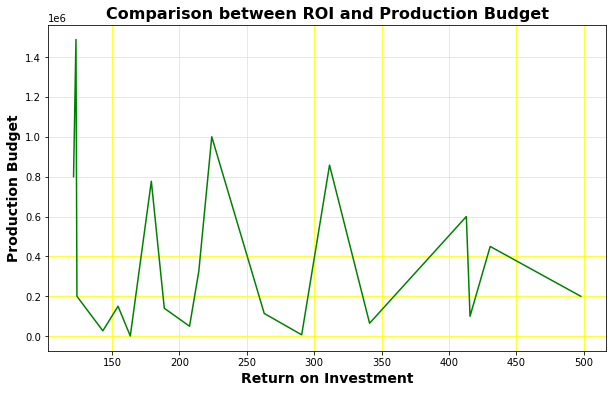 Comparison between ROI and Production Budget
1e6
1.4
1.2
1.0
0.8
0.6
0.4
0.2
0.0
Production Budget
150 200 250 300 350 400 450 500
Return on Investment